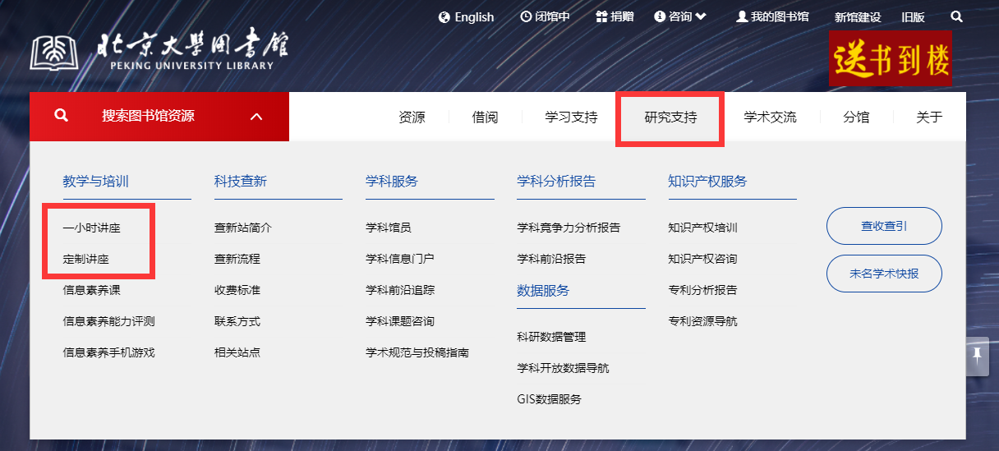 English
闭馆中
捐赠
咨询
我的图书馆
新馆建设
旧版
北京大学图书馆
PEKING UNIVERSITY LIBRARY
送书到楼
搜索图书馆资源
资源
借阅
学习支持
研究支持
学术交流
分馆
关于
教学与培训
一小时讲座
定制讲座
信息素养课
信息素养能力评测
信息素养手机游戏
科技查新
查新站简介
查新流程
收费标准
联系方式
相关站点
学科服务
学科馆员
学科信息门户
学科前沿追踪
学科课题咨询
学术规范与投稿指南
学科分析报告
学科竞争力分析报告
学科前沿报告
数据服务
科研数据管理
学科开放数据导航
GIS数据服务
知识产权服务
知识产权培训
知识产权咨询
专利分析报告
专利资源导航
查收查引
未名学术快报